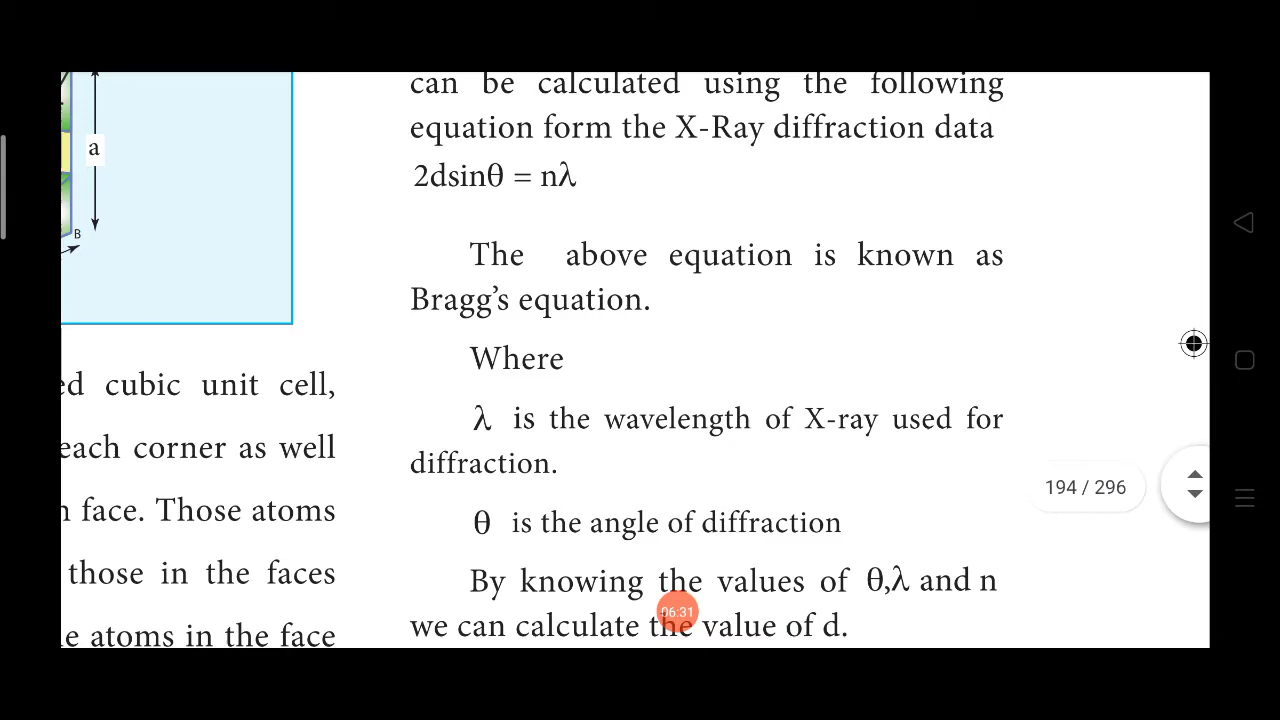 a
B
ed cubic unit cell,
each corner as well
face. Those atoms
those in the faces
atoms in the face
can be calculated using the following
equation form the X-Ray diffraction data
2dsinθ = nλ
The above equation is known as
Bragg’s equation.
Where
λ is the wavelength of X-ray used for
diffraction.
θ is the angle of diffraction
By knowing the values of θ,λ and n
we can calculate the value of d.
194 / 296
06:31